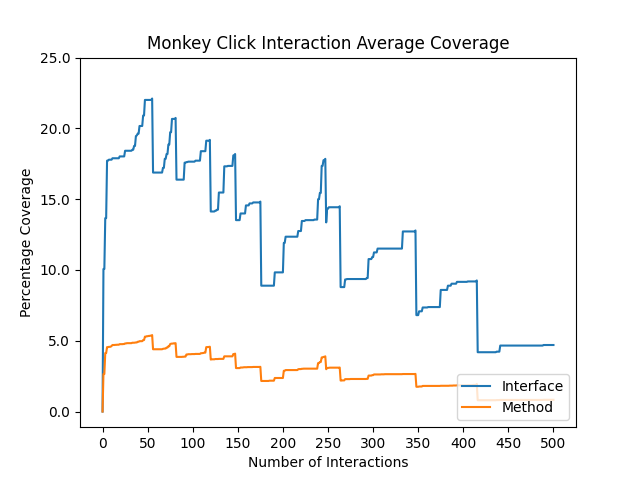 Monkey Click Interaction Average Coverage
25.0
20.0
15.0
10.0
5.0
0.0
Percentage Coverage
0 50 100 150 200 250 300 350 400 450 500
Number of Interactions
Interface
Method